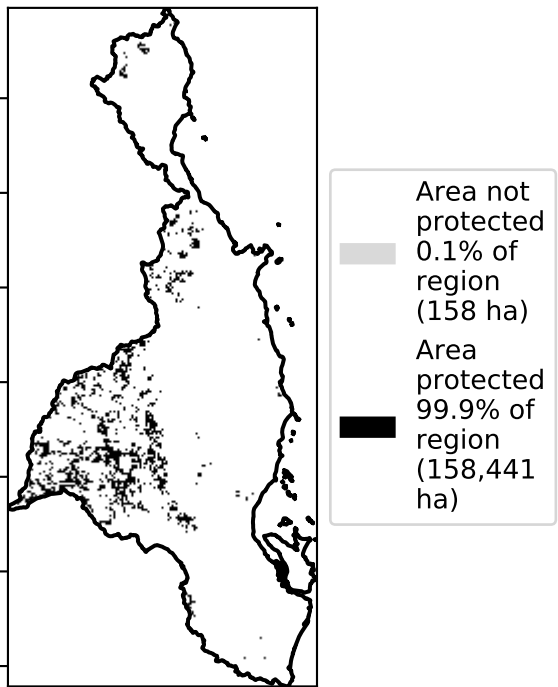 Area not
protected
0.1% of
region
(158 ha)
Area
protected
99.9% of
region
(158,441
ha)